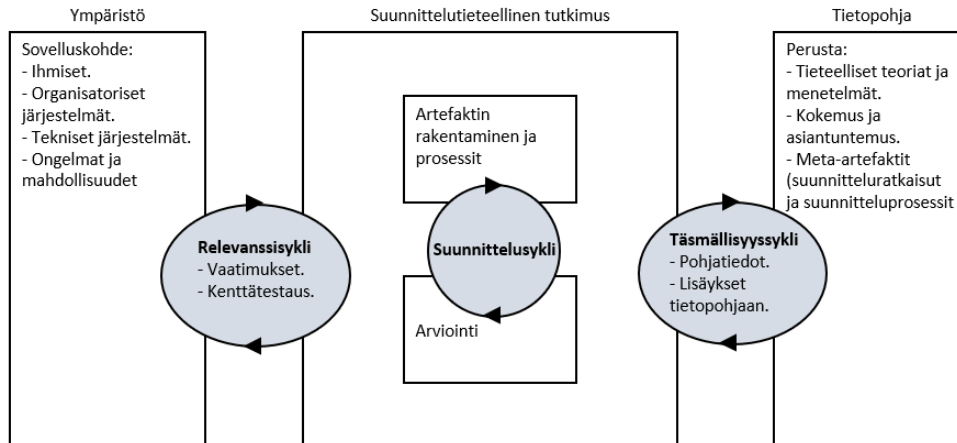 Ympäristö
Suunnittelutieteellinen tutkimus
Tietopohja
Sovelluskohde:
- Ihmiset.
- Organisatoriset
järjestelmät.
- Tekniset järjestelmät.
- Ongelmat ja
mahdollisuudet
Relevanssisykli
- Vaatimukset.
- Kenttätestaus.
Artefaktin
rakentaminen ja
prosessit
Suunnittelusykli
Arviointi
Täsmällisyyssykli
- Pohjatiedot.
- Lisäykset
tietopohjaan.
Perusta:
- Tieteelliset teoriat ja
menetelmät.
- Kokemus ja
asiantuntemus.
- Meta-artefaktit
(suunnitteluratkaisut
ja suunnitteluprosessit